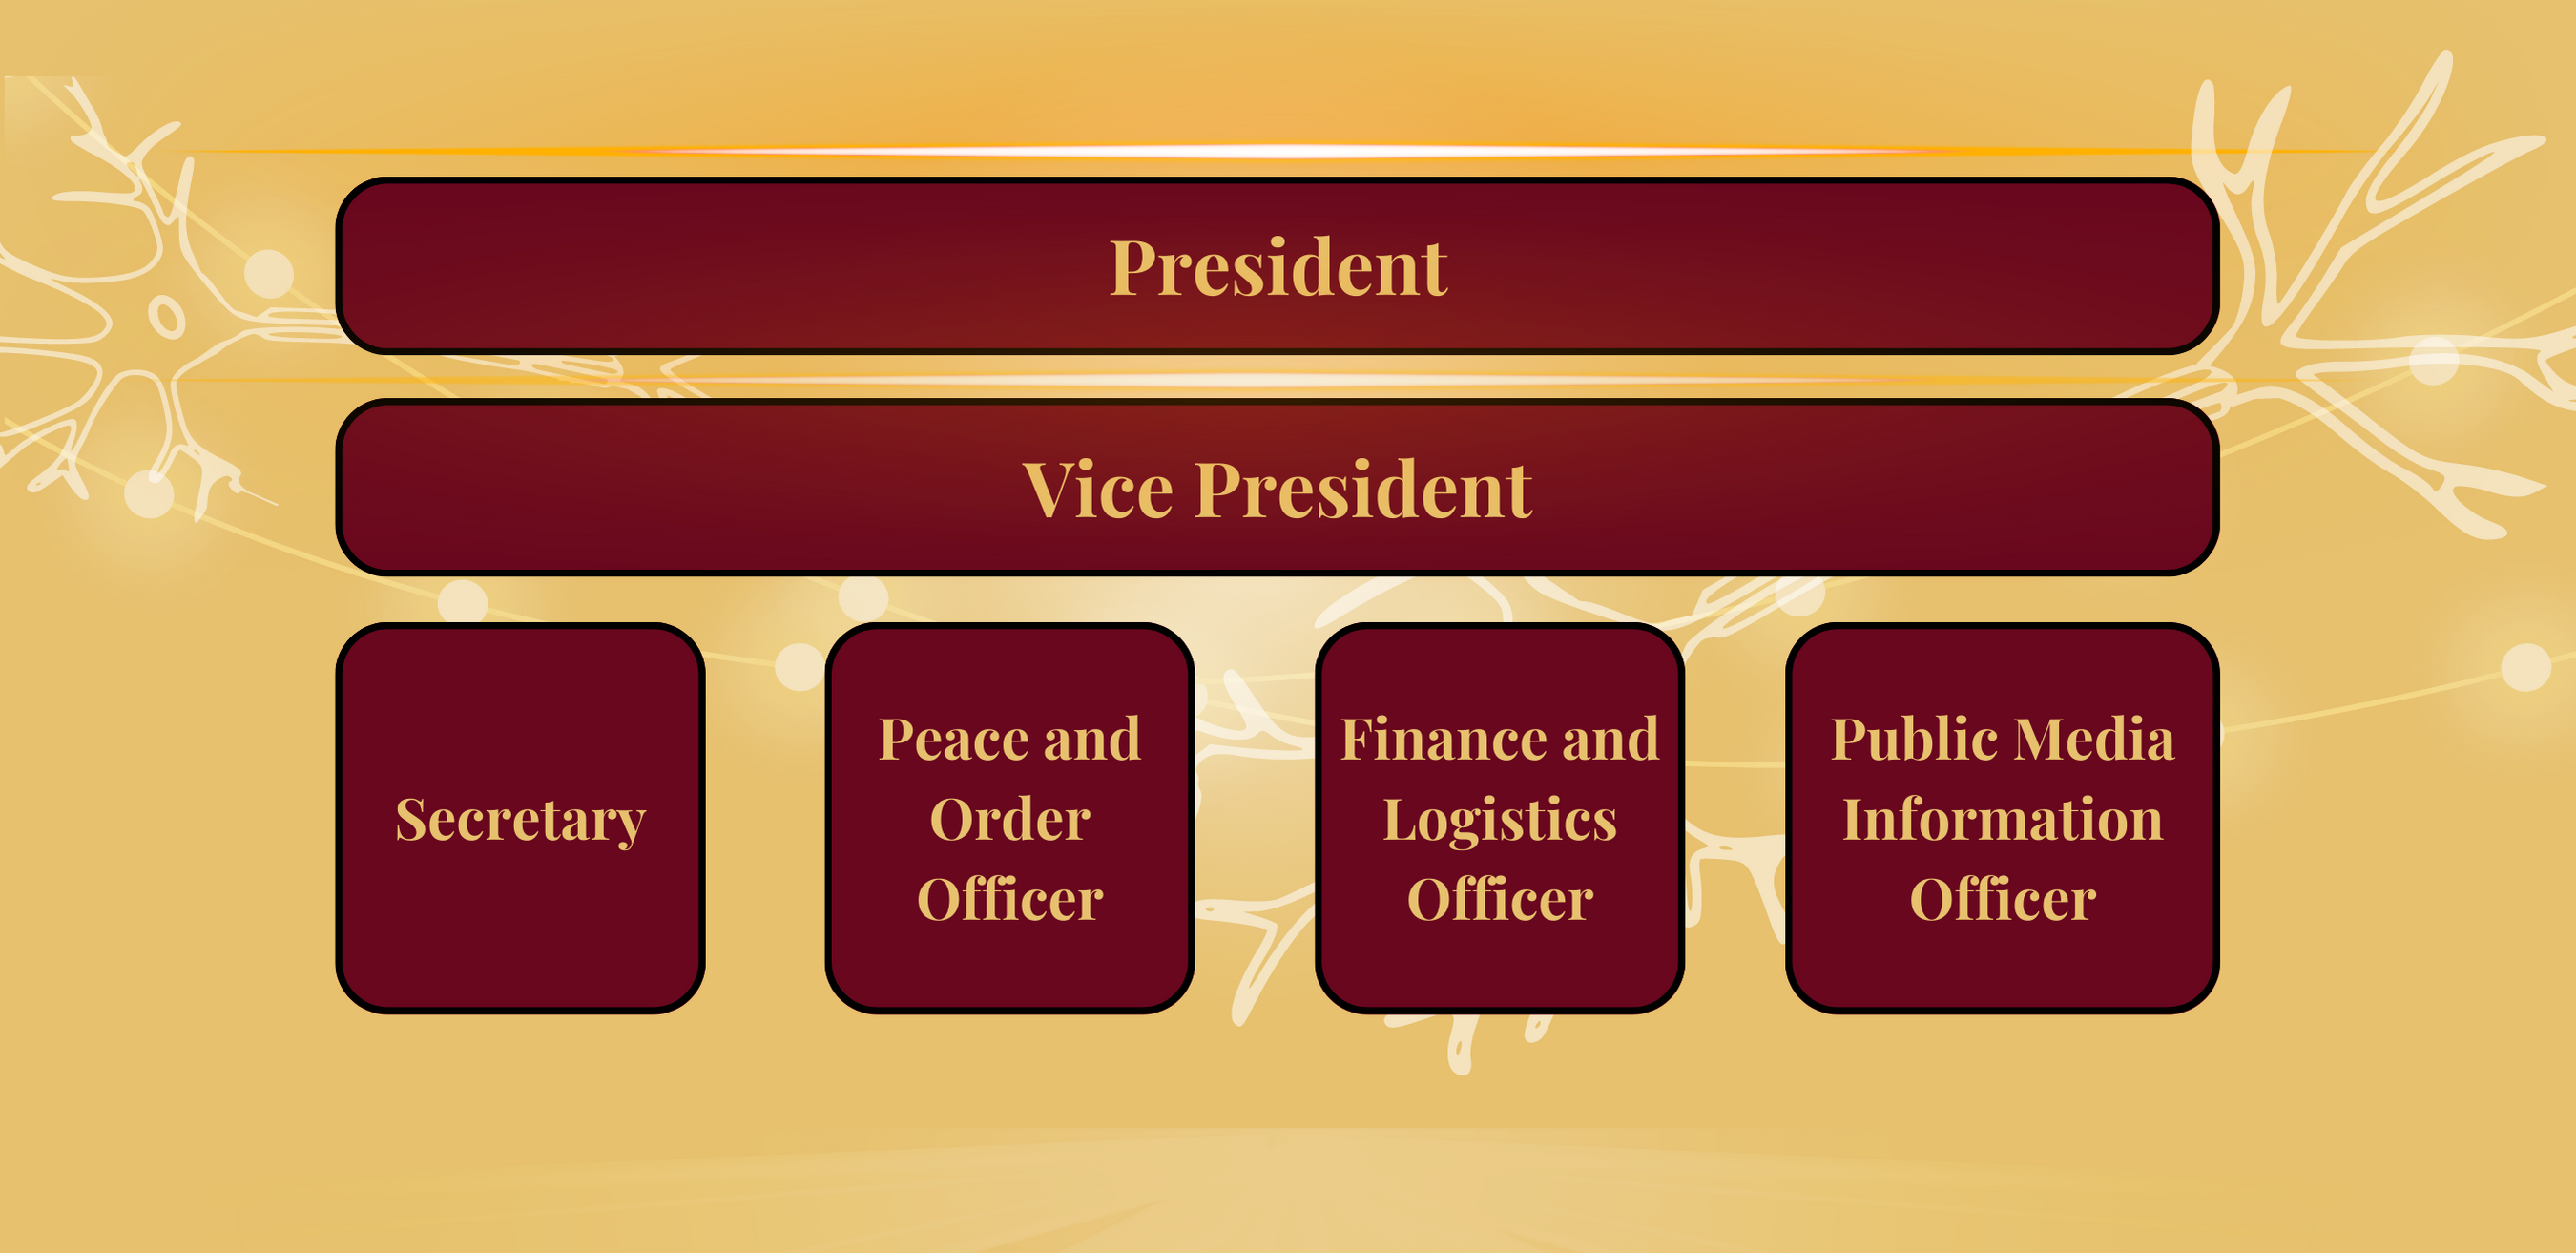 President
Vice President
Secretary
Peace and
Order
Officer
Finance and
Logistics
Officer
Public Media
Information
Officer